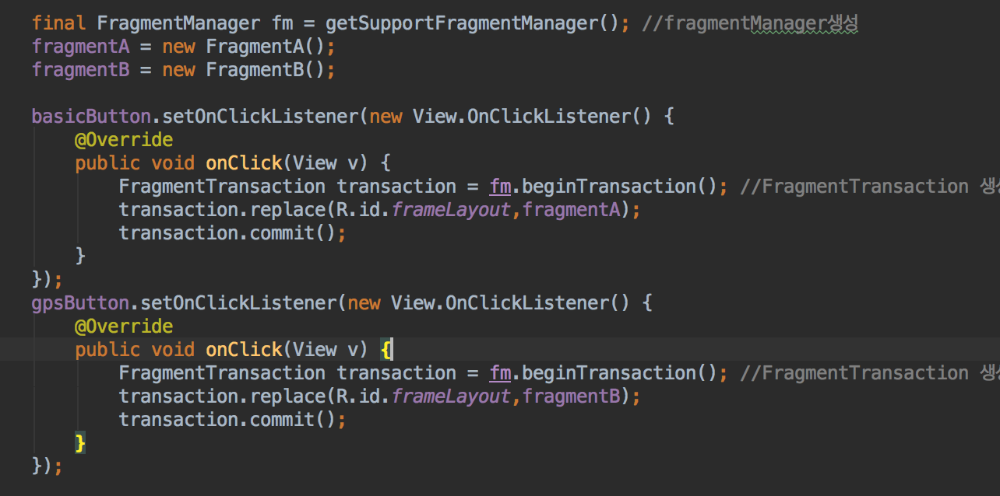 final FragmentManager fm = getSupportFragmentManager(); //fragmentManager생성
fragmentA = new FragmentA();
fragmentB = new FragmentB();
basicButton.setOnClickListener(new View.OnClickListener() {
@Override
public void onClick(View v) {
FragmentTransaction transaction = fm.beginTransaction(); //FragmentTransaction 생
transaction.replace(R.id.frameLayout,fragmentA);
transaction.commit();
}
});
gpsButton.setOnClickListener(new View.OnClickListener() {
@Override
public void onClick(View v) {
FragmentTransaction transaction = fm.beginTransaction(); //FragmentTransaction 생
transaction.replace(R.id.frameLayout,fragmentB);
transaction.commit();
}
});